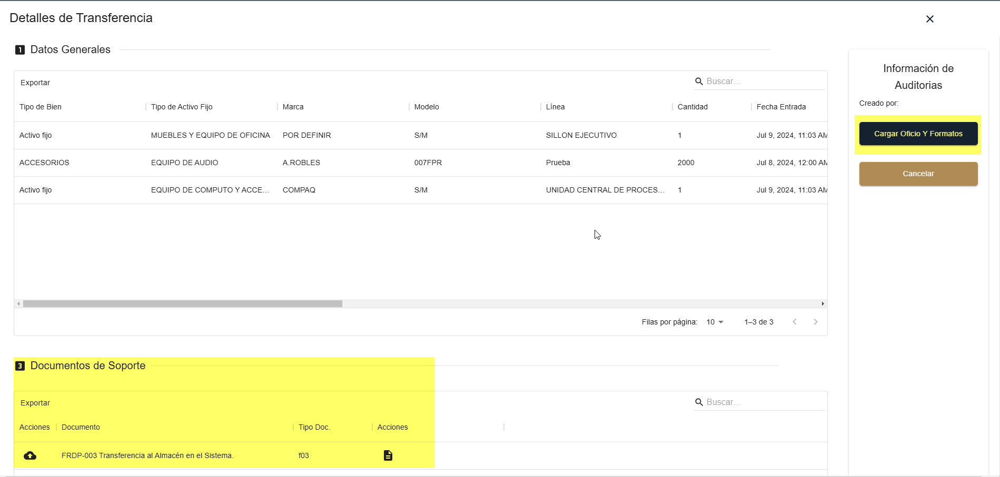 Detalles de Transferencia
1 Datos Generales
Exportar
Buscar...
Tipo de Bien Tipo de Activo Fijo Marca Modelo Línea Cantidad Fecha Entrada
Activo fijo MUEBLES Y EQUIPO DE OFICINA POR DEFINIR S/M SILLON EJECUTIVO 1 Jul 9, 2024, 11:03 AM
ACCESORIOS EQUIPO DE AUDIO A.ROBLES 007FPR Prueba 2000 Jul 8, 2024, 12:00 AM
Activo fijo EQUIPO DE COMPUTO Y ACCE... COMPAQ S/M UNIDAD CENTRAL DE PROCES... 1 Jul 9, 2024, 11:03 AM
Filas por página: 10 1–3 de 3
3 Documentos de Soporte
Exportar
Buscar...
Acciones Documento Tipo Doc. Acciones
FRDP-003 Transferencia al Almacén en el Sistema. f03
Información de
Auditorias
Creado por:
Cargar Oficio Y Formatos
Cancelar